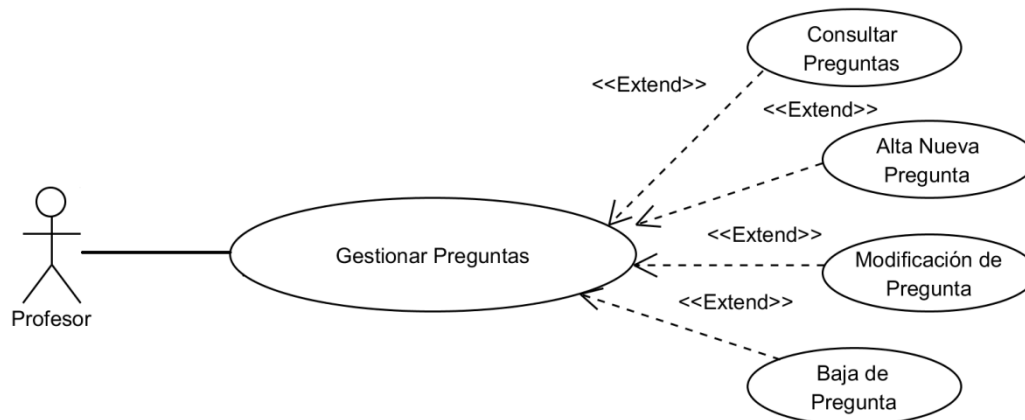 Consultar
Preguntas
<<Extend>>
<<Extend>>
Alta Nueva
Pregunta
Gestionar Preguntas
<<Extend>>
Modificación de
Pregunta
<<Extend>>
Profesor
Baja de
Pregunta